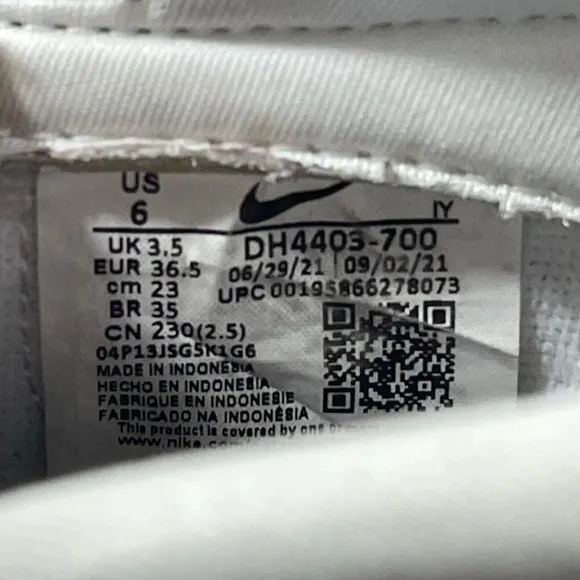 US
6
IY
UK 3.5
DH4403-700
EUR 36.5
06/29/21 09/02/21
cm 23
UPC 00195866278073
BR 35
CN 230(2.5)
04P13JSG5K1G6
MADE IN INDONESIA
HECHO EN INDONESIA
FABRIQUE EN INDONESIE
FABRICADO NA INDONÉSIA
This product is covered by one or
www.nike.